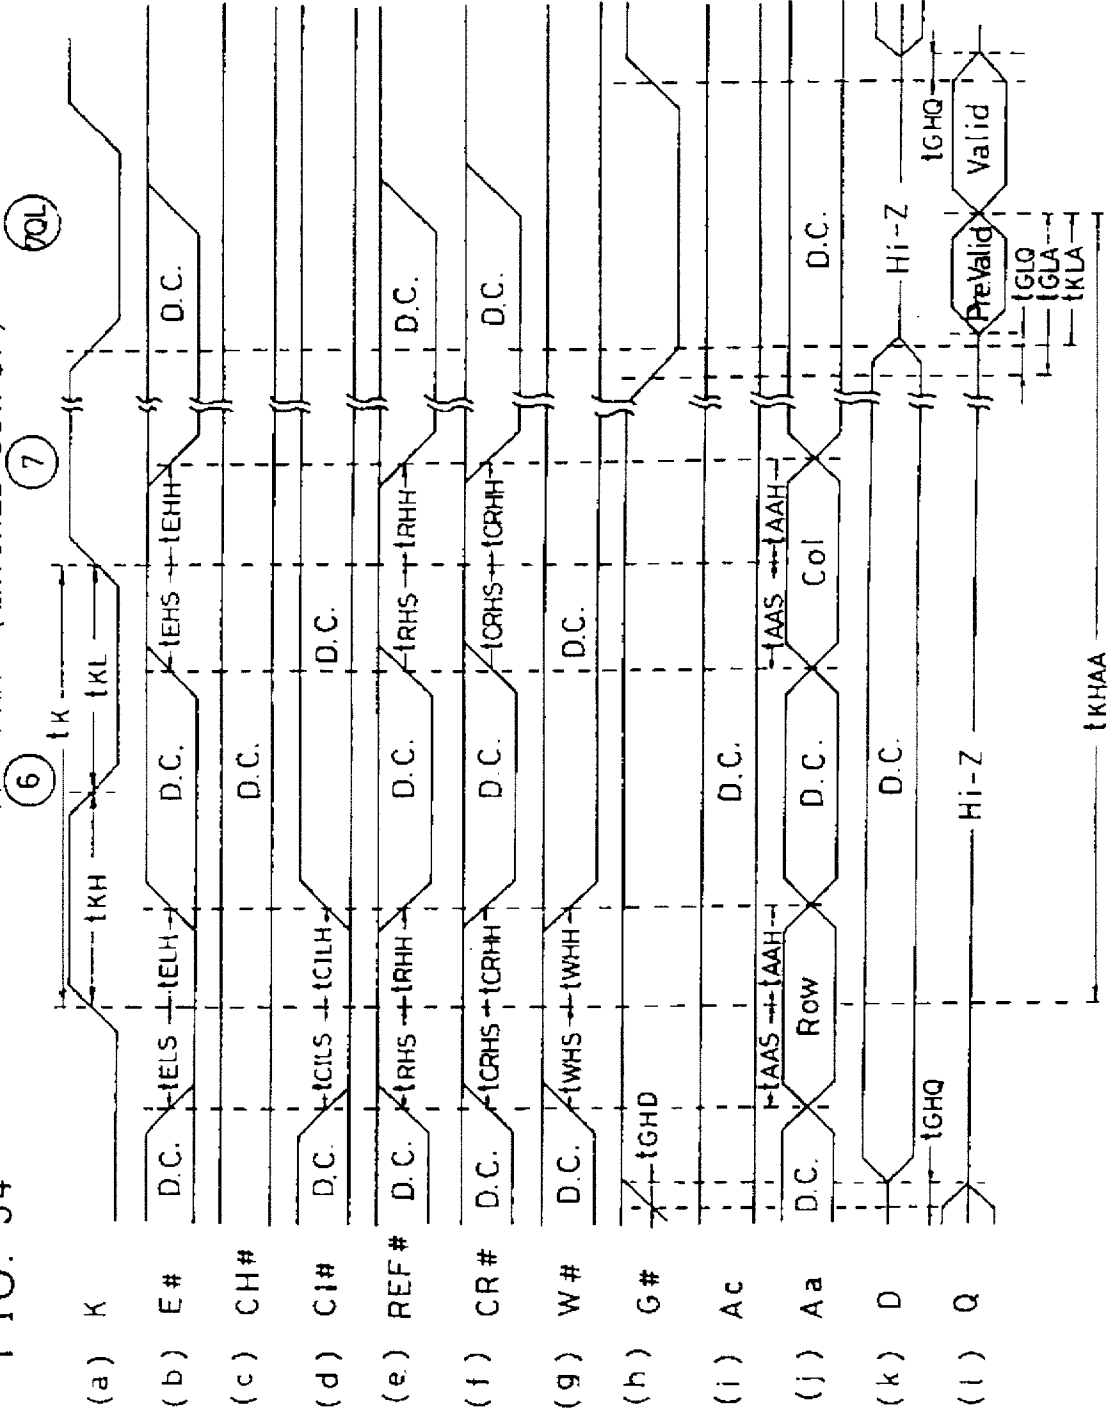 FIG. 54
6 7 7QL
(a) K tK
tKH tKL
(b) E# D.C. tELS tELH D.C. tEHS tEHH D.C.
(c) CH# D.C.
(d) CI# D.C. tCILS tCILH D.C.
(e) REF# D.C. tRHS tRHH D.C. tRHS tRHH D.C.
(f) CR# D.C. tCRHS tCRHH D.C. tCRHS tCRHH D.C.
(g) W# D.C. tWHS tWHH D.C.
(h) G# tGHD
(i) Ac D.C.
tAAS tAAH tAAS tAAH
(j) Aa D.C. Row D.C. Col D.C.
(k) D D.C. Hi-Z
tGHQ tGHQ
(l) Q Hi-Z PreValid Valid
tGLQ
tGLA
tKLA
tKHAA